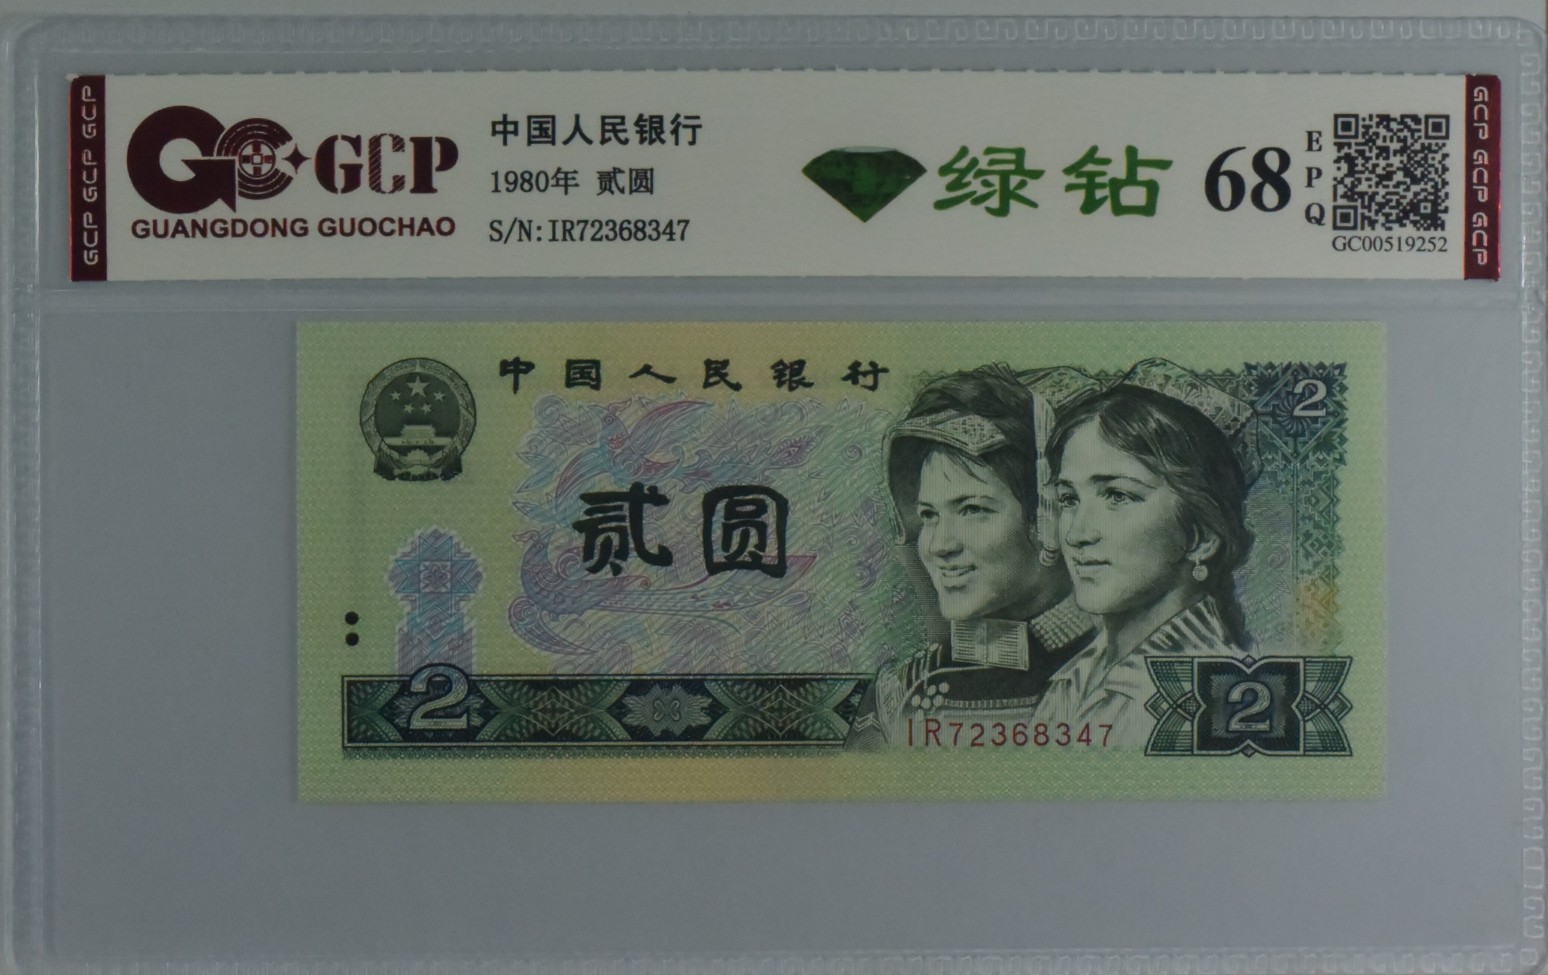 GCP GCP GCP
GCP
GUANGDONG GUOCHAO
中国人民银行
1980年 贰圆
S/N:IR72368347
绿钻
68
EPQ
GC00519252
GCP GCP GCP
中国人民银行
2
贰圆
2
IR72368347
2